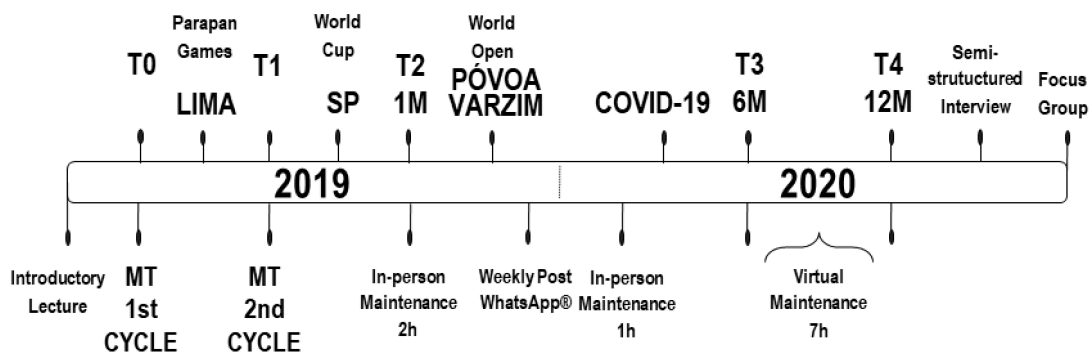 Parapan
Games
LIMA
World
Cup
SP
World
Open
PÓVOA
VARZIM
T0
T1
T2
1M
COVID-19
T3
6M
T4
12M
Semi-
strutuctured
Interview
Focus
Group
2019
2020
Introductory
Lecture
MT
1st
CYCLE
MT
2nd
CYCLE
In-person
Maintenance
2h
Weekly Post
WhatsApp®
In-person
Maintenance
1h
Virtual
Maintenance
7h